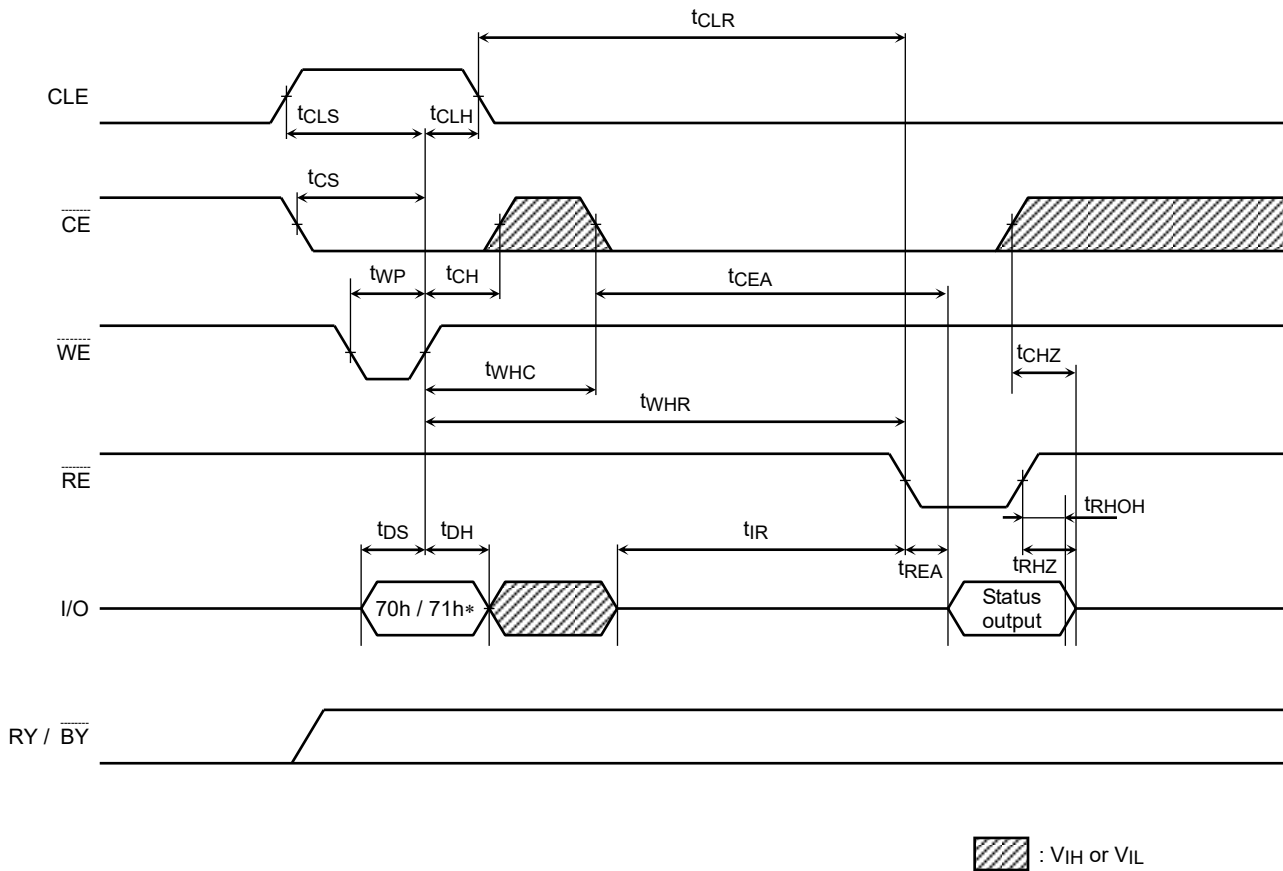 tCLR
CLE
tCLS
tCLH
tCS
CE
tWP
tCH
tCEA
WE
tCHZ
tWHC
tWHR
RE
tRHOH
tDS
tDH
tIR
tREA
tRHZ
I/O
70h / 71h*
Status
output
RY / BY
: VIH or VIL